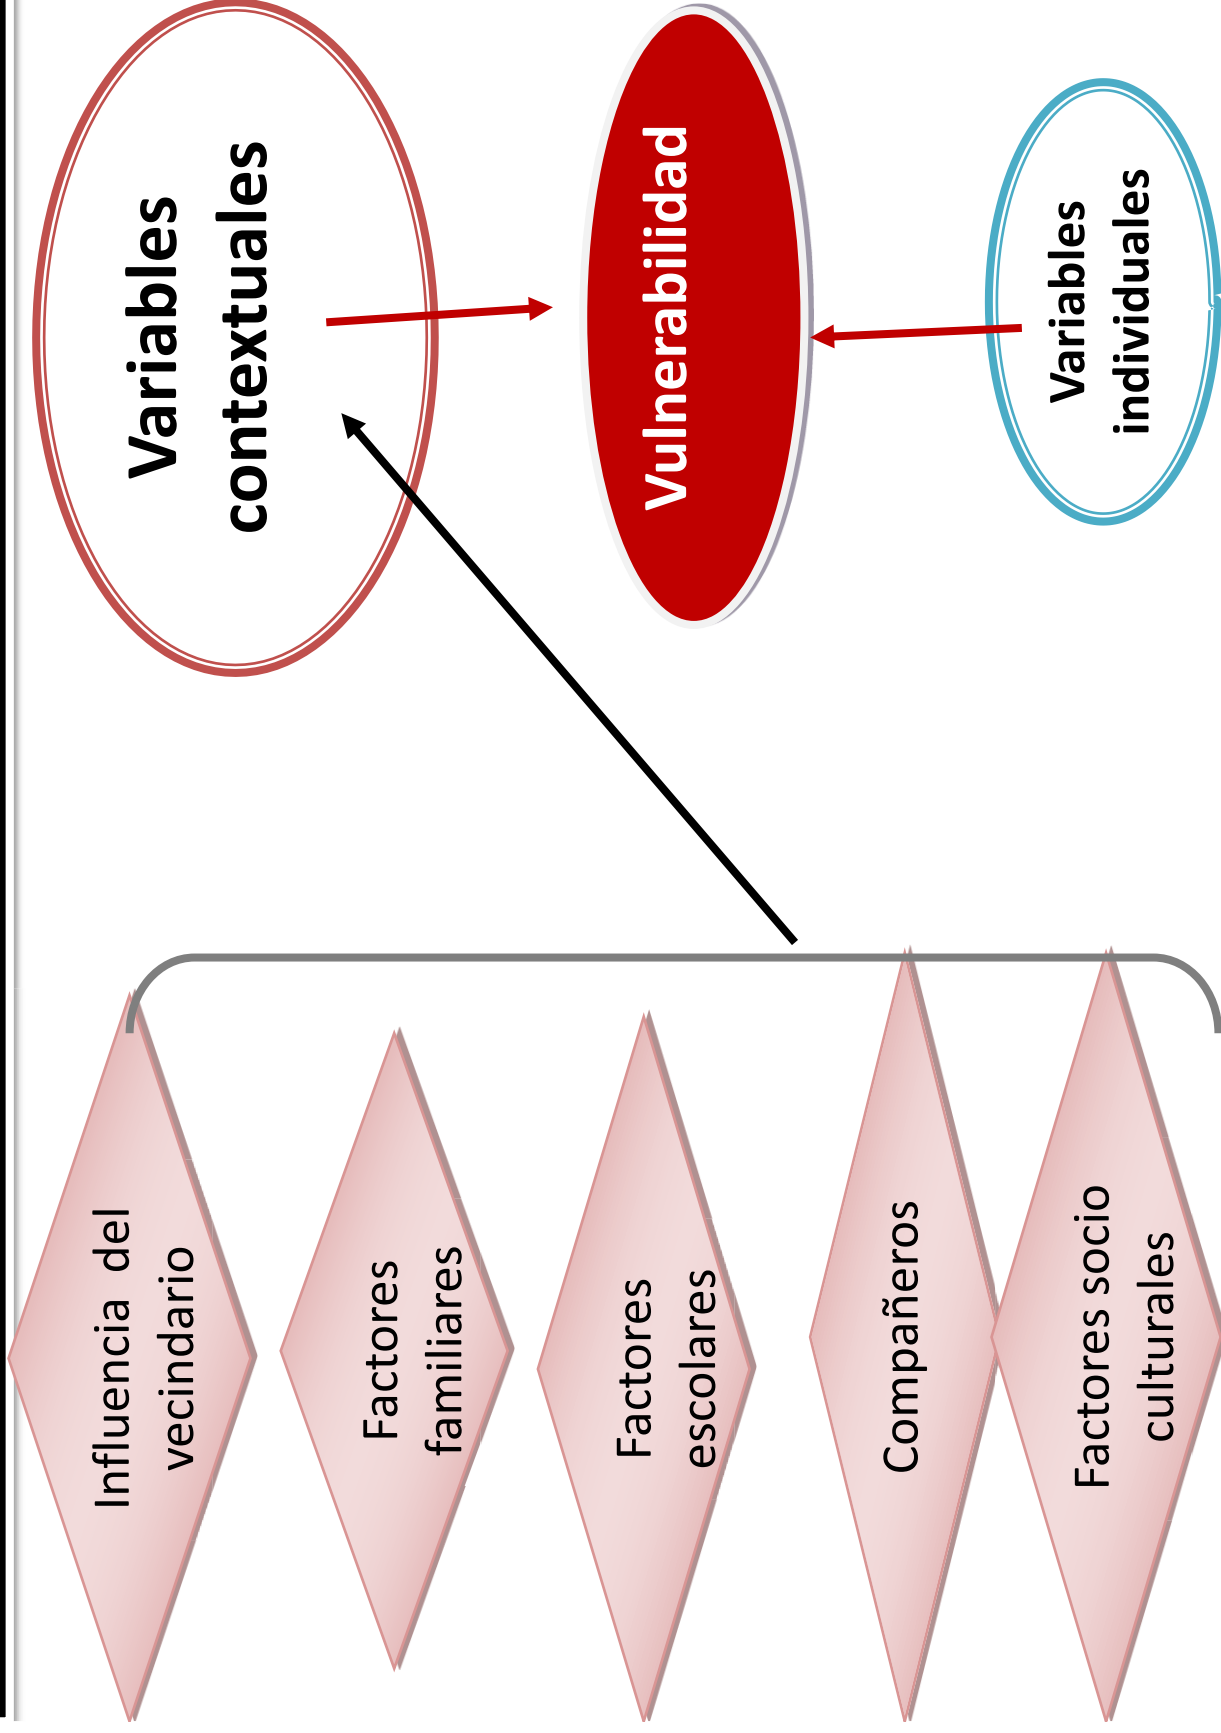 Variables
contextuales
Vulnerabilidad
Variables
individuales
Influencia  del
vecindario
Factores
familiares
Factores
escolares
Compañeros
Factores socio
culturales